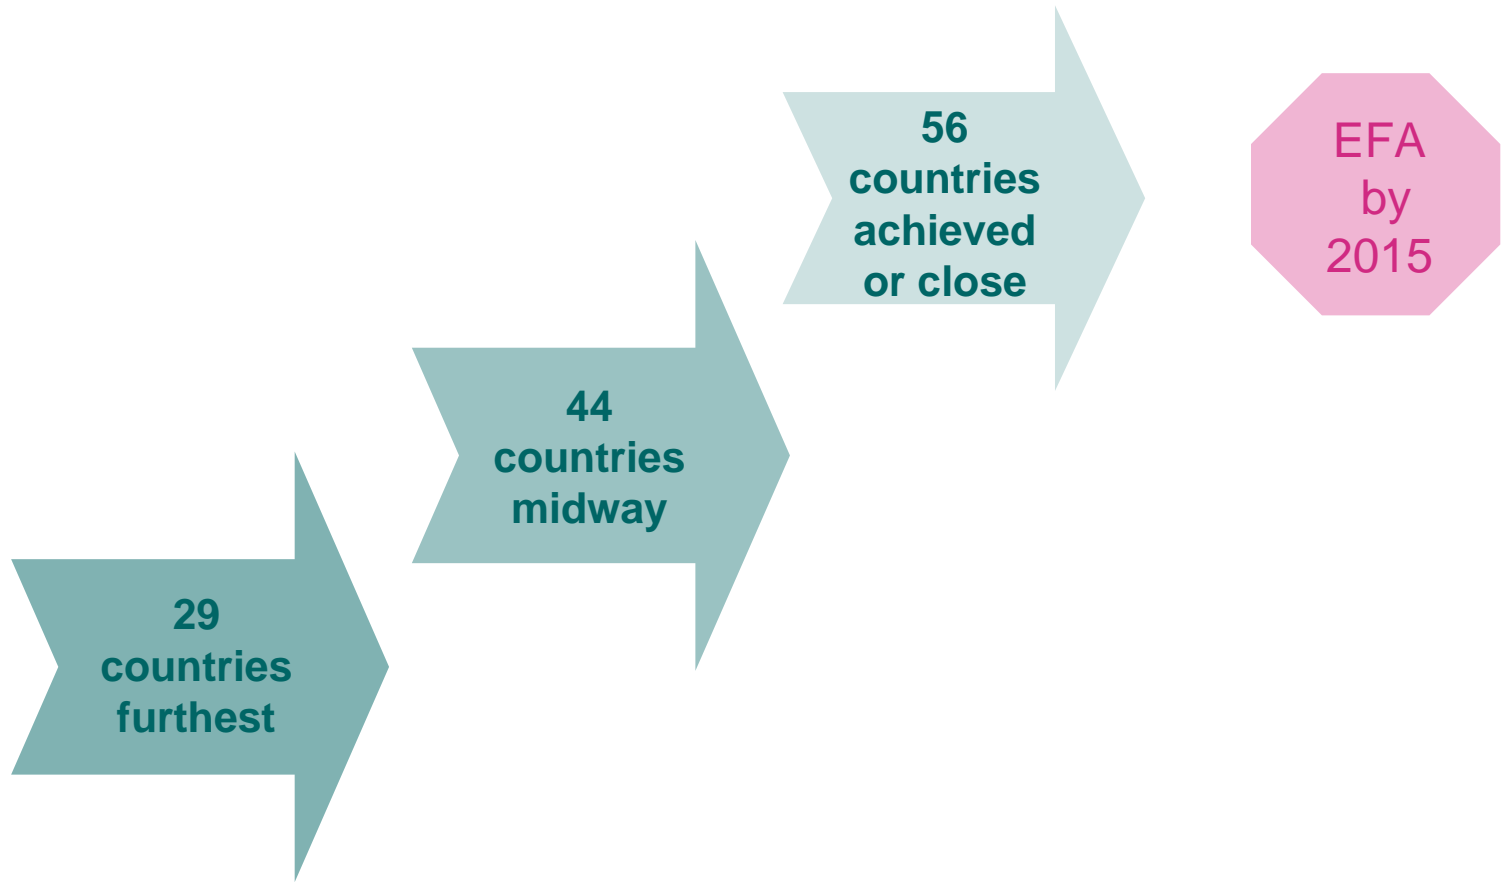 56
countries
achieved
or close
EFA
by
2015
44
countries
midway
29
countries
furthest